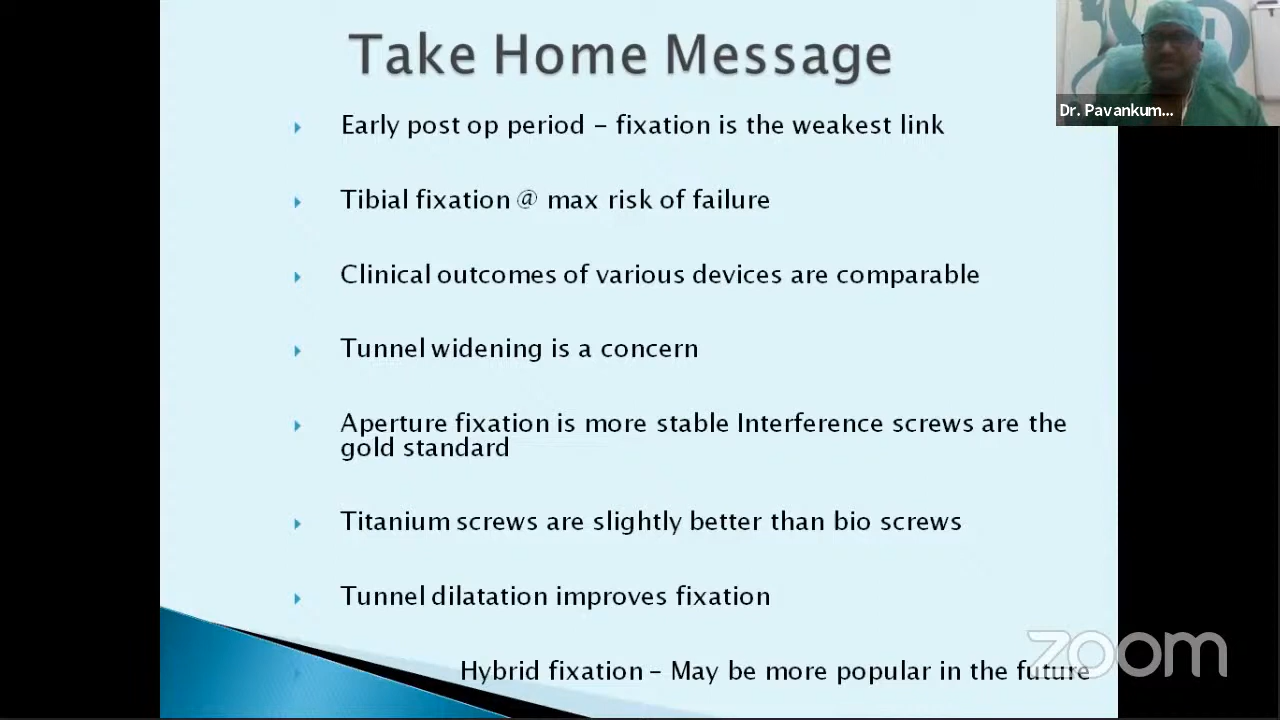 Take Home Message
Dr. Pavankum...
Early post op period – fixation is the weakest link
Tibial fixation @ max risk of failure
Clinical outcomes of various devices are comparable
Tunnel widening is a concern
Aperture fixation is more stable Interference screws are the
gold standard
Titanium screws are slightly better than bio screws
Tunnel dilatation improves fixation
Hybrid fixation – May be more popular in the future
zoom